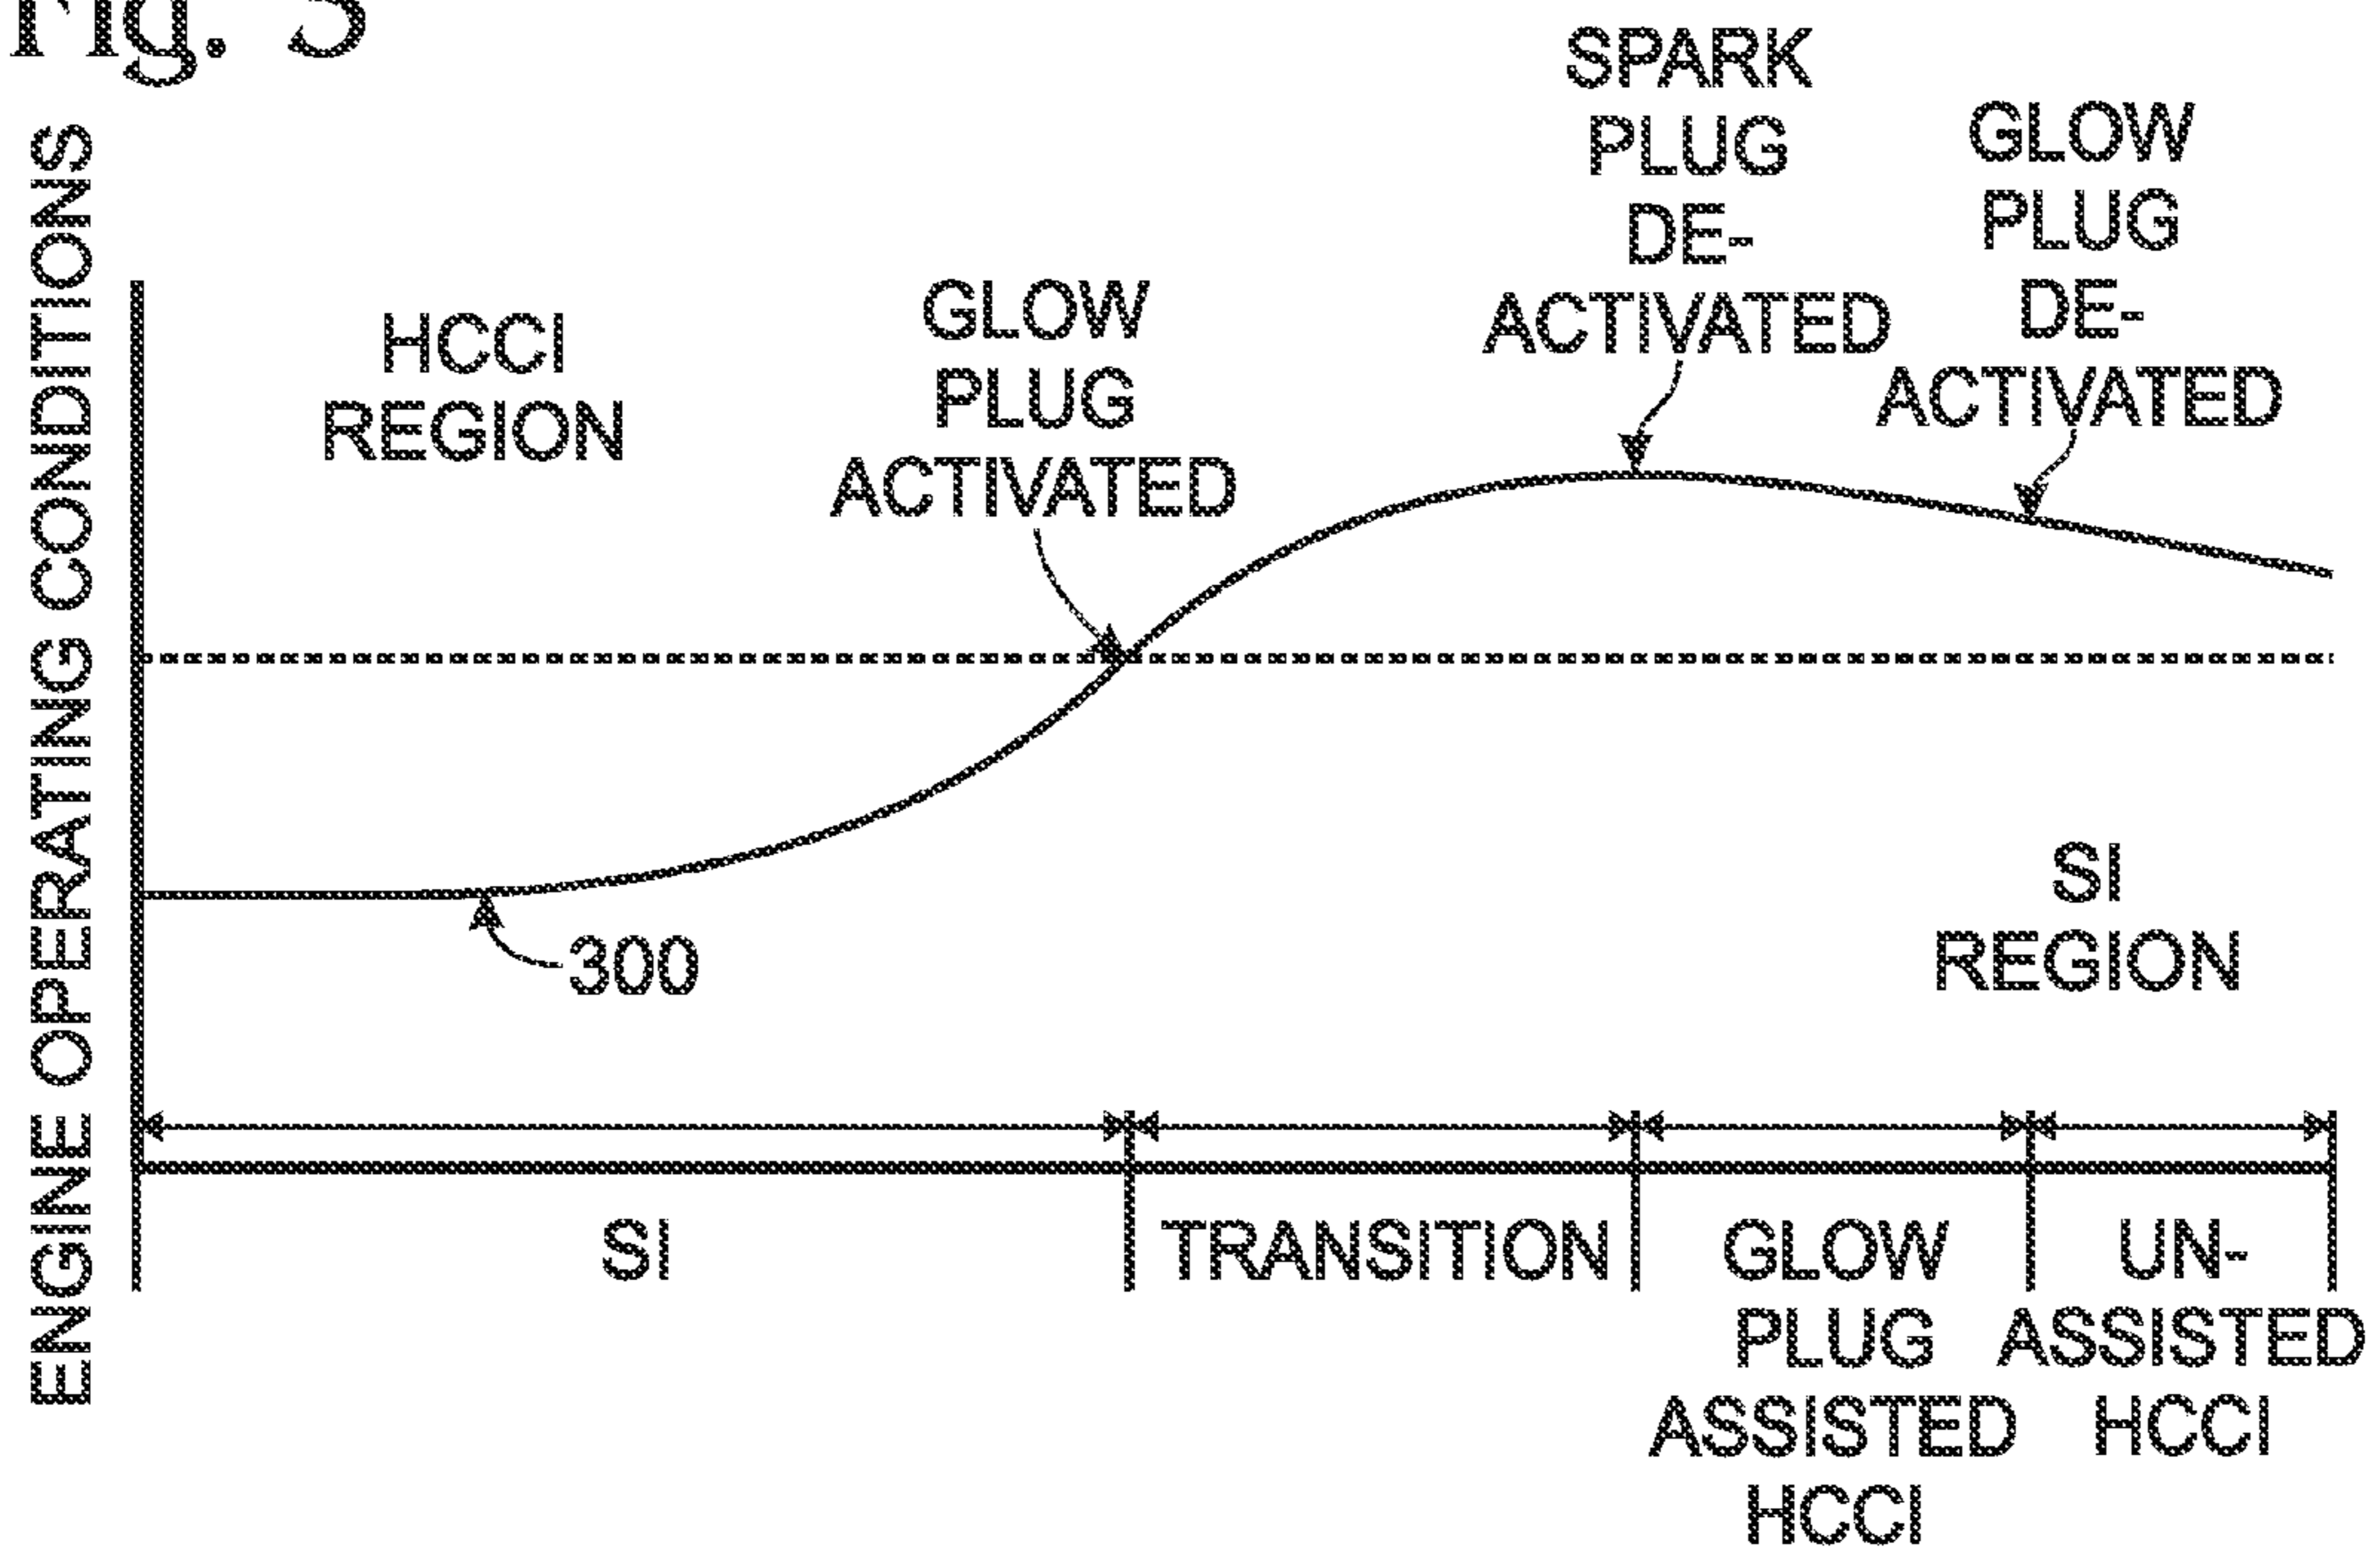 Fig. 3
ENGINE OPERATING CONDITIONS
HCCI
REGION
GLOW
PLUG
ACTIVATED
SPARK
PLUG
DE-
ACTIVATED
GLOW
PLUG
DE-
ACTIVATED
300
SI
REGION
SI
TRANSITION
GLOW
PLUG
ASSISTED
HCCI
UN-
ASSISTED
HCCI